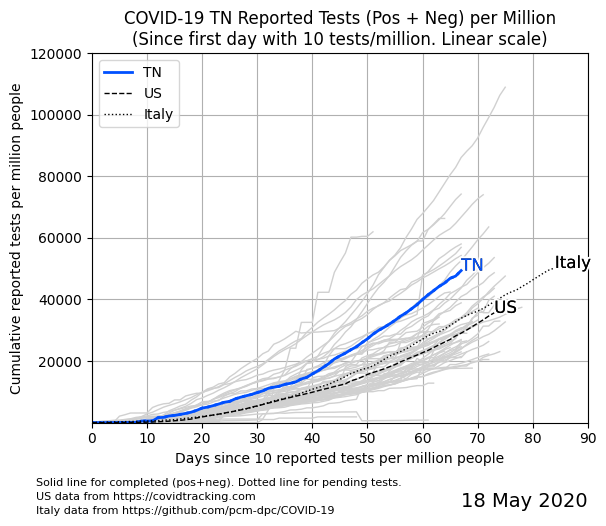 COVID-19 TN Reported Tests (Pos + Neg) per Million
(Since first day with 10 tests/million. Linear scale)
Cumulative reported tests per million people
120000
100000
80000
60000
40000
20000
TN
US
Italy
TN
US
Italy
0 10 20 30 40 50 60 70 80 90
Days since 10 reported tests per million people
Solid line for completed (pos+neg). Dotted line for pending tests.
US data from https://covidtracking.com
Italy data from https://github.com/pcm-dpc/COVID-19
18 May 2020